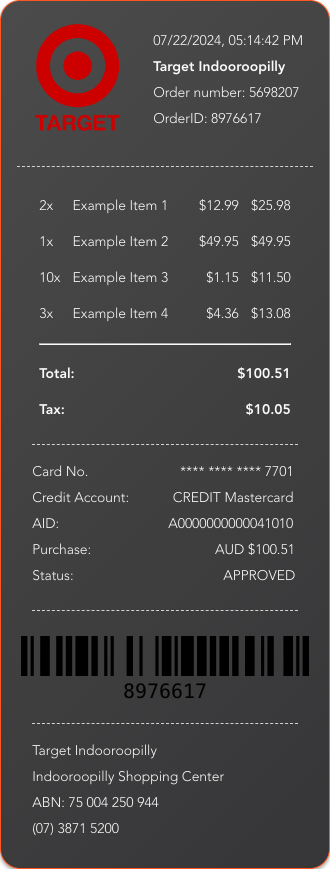 TARGET
07/22/2024, 05:14:42 PM
Target Indooroopilly
Order number: 5698207
OrderID: 8976617
2x Example Item 1 $12.99 $25.98
1x Example Item 2 $49.95 $49.95
10x Example Item 3 $1.15 $11.50
3x Example Item 4 $4.36 $13.08
Total: $100.51
Tax: $10.05
Card No. **** **** **** 7701
Credit Account: CREDIT Mastercard
AID: A0000000000041010
Purchase: AUD $100.51
Status: APPROVED
8976617
Target Indooroopilly
Indooroopilly Shopping Center
ABN: 75 004 250 944
(07) 3871 5200